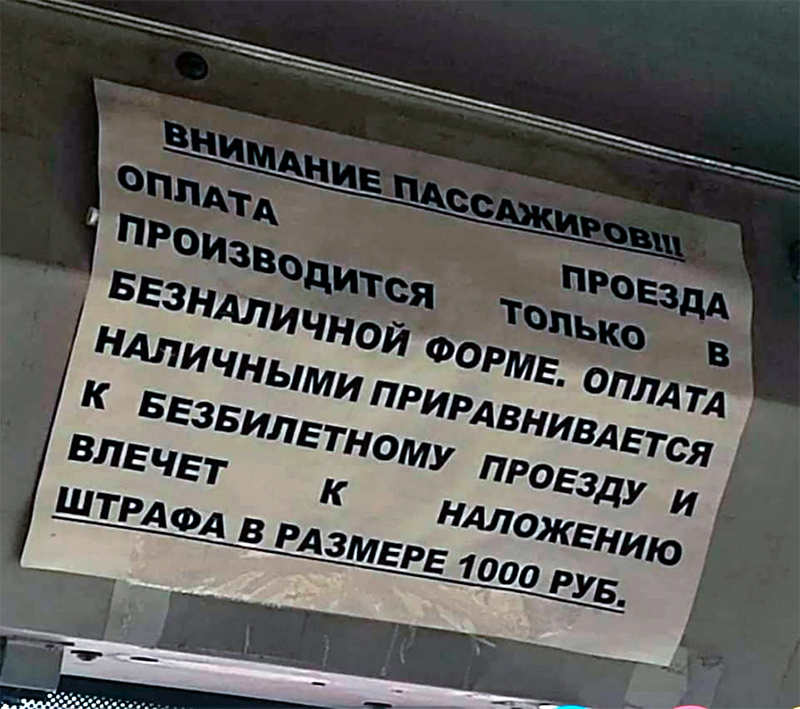 ВНИМАНИЕ ПАССАЖИРОВ!!!
ОПЛАТА ПРОЕЗДА
ПРОИЗВОДИТСЯ ТОЛЬКО В
БЕЗНАЛИЧНОЙ ФОРМЕ. ОПЛАТА
НАЛИЧНЫМИ ПРИРАВНИВАЕТСЯ
К БЕЗБИЛЕТНОМУ ПРОЕЗДУ И
ВЛЕЧЕТ К НАЛОЖЕНИЮ
ШТРАФА В РАЗМЕРЕ 1000 РУБ.